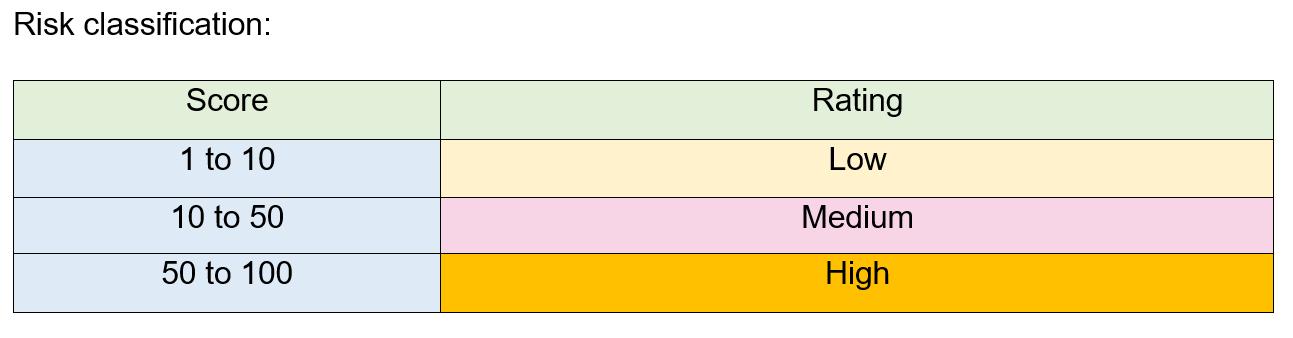 Risk classification:
Score Rating
1 to 10 Low
10 to 50 Medium
50 to 100 High